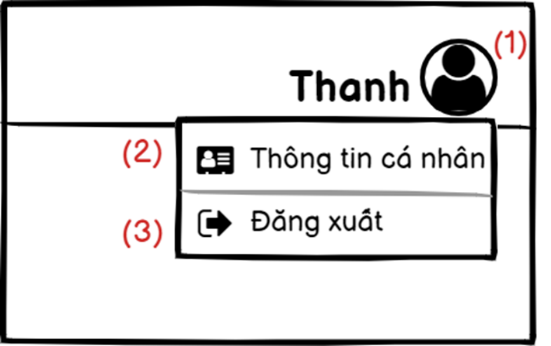 (1)
Thanh
(2) Thông tin cá nhân
(3) Đăng xuất